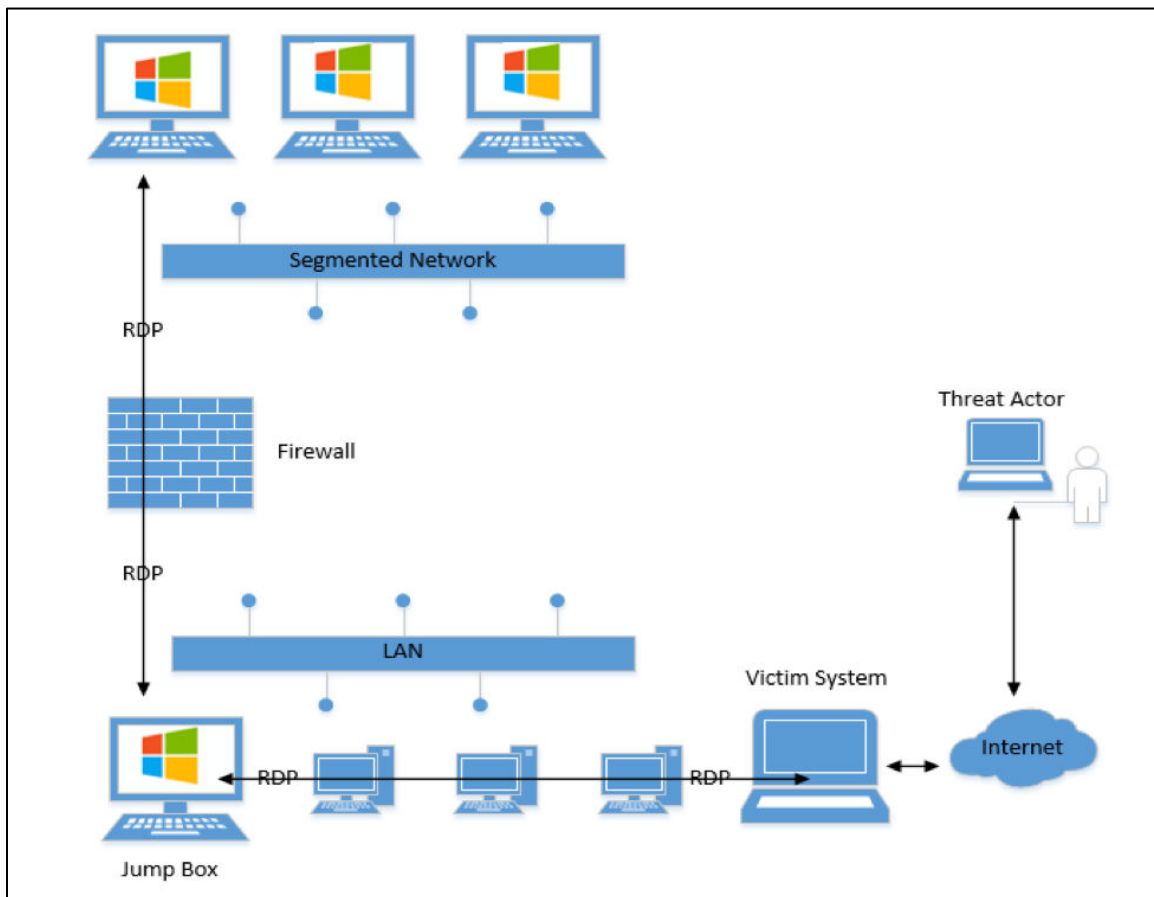 Segmented Network
RDP
Threat Actor
Firewall
RDP
LAN
Victim System
Internet
RDP
RDP
Jump Box